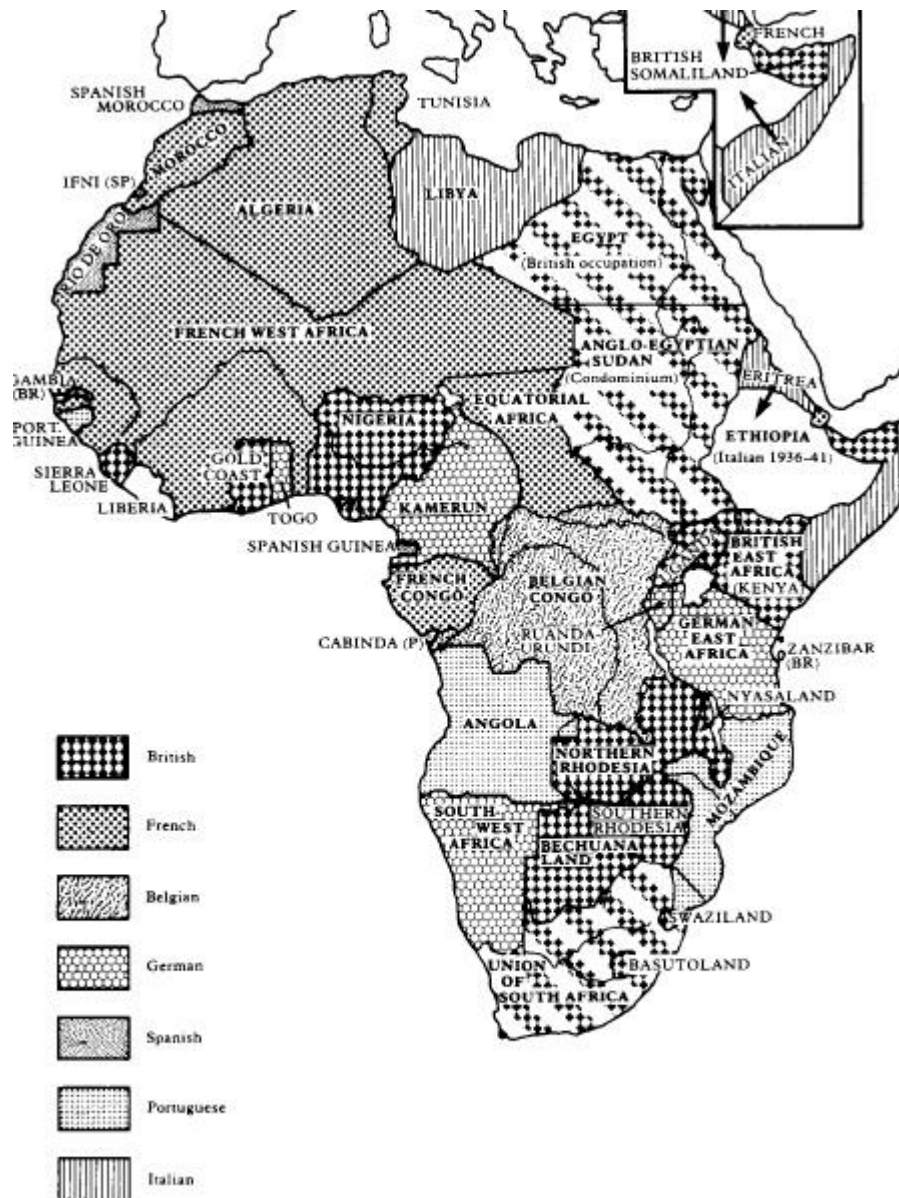 FRENCH
BRITISH
SOMALILAND
ITALIAN
SPANISH
MOROCCO
TUNISIA
MOROCCO
IFNI (SP)
ALGERIA
LIBYA
RIO DE ORO
EGYPT
(British occupation)
FRENCH WEST AFRICA
ANGLO-EGYPTIAN
SUDAN
(Condominium)
GAMBIA
(BR)
PORT.
GUINEA
NIGERIA
EQUATORIAL
AFRICA
ERITREA
ETHIOPIA
(Italian 1936-41)
SIERRA
LEONE
GOLD
COAST
LIBERIA
TOGO
KAMERUN
SPANISH GUINEA
BRITISH
EAST
AFRICA
(KENYA)
FRENCH
CONGO
BELGIAN
CONGO
CABINDA (P)
RUANDA-
URUNDI
GERMAN
EAST
AFRICA
ZANZIBAR
(BR)
NYASALAND
ANGOLA
NORTHERN
RHODESIA
MOZAMBIQUE
SOUTH
WEST
AFRICA
SOUTHERN
RHODESIA
BECHUANA
LAND
SWAZILAND
BASUTOLAND
UNION
OF
SOUTH AFRICA
British
French
Belgian
German
Spanish
Portuguese
Italian